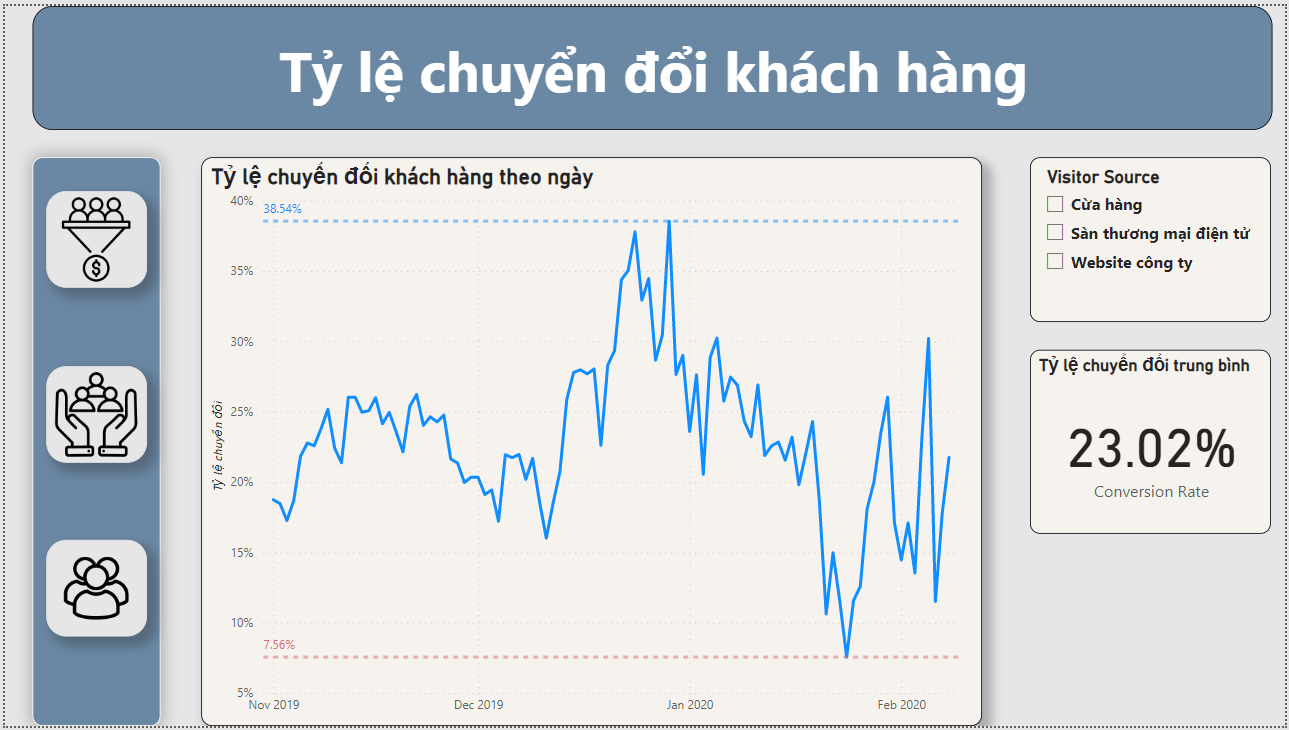 Tỷ lệ chuyển đổi khách hàng
Tỷ lệ chuyển đổi khách hàng theo ngày
40%
38.54%
35%
30%
25%
20%
15%
10%
7.56%
5%
Tỷ lệ chuyển đổi
Nov 2019
Dec 2019
Jan 2020
Feb 2020
Visitor Source
Cửa hàng
Sàn thương mại điện tử
Website công ty
Tỷ lệ chuyển đổi trung bình
23.02%
Conversion Rate
$